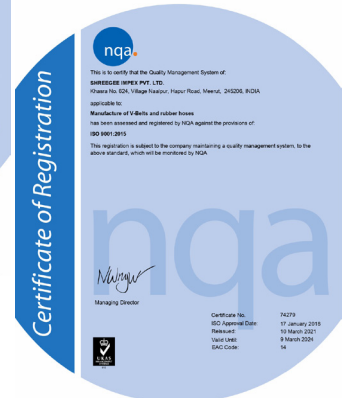 nqa.
Certificate of Registration
This is to certify that the Quality Management System of:
SHREEGEE IMPEX PVT. LTD.
Khasra No. 624, Village Naalpur, Hapur Road, Meerut, 245206, INDIA
applicable to:
Manufacture of V-Belts and rubber hoses
has been assessed and registered by NQA against the provisions of:
ISO 9001:2015
This registration is subject to the company maintaining a quality management system, to the
above standard, which will be monitored by NQA
nqa
Managing Director
Certificate No. 74279
ISO Approval Date: 17 January 2018
Reissued: 10 March 2021
Valid Until: 9 March 2024
EAC Code: 14
UKAS